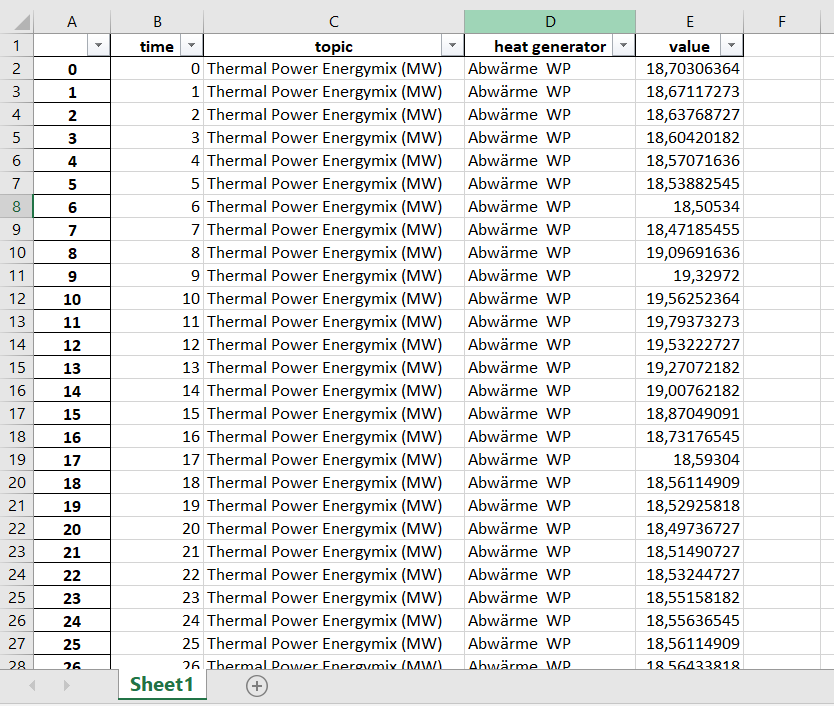 A B C D E F
1 time topic heat generator value
2 0 0 Thermal Power Energymix (MW) Abwärme  WP 18,70306364
3 1 1 Thermal Power Energymix (MW) Abwärme  WP 18,67117273
4 2 2 Thermal Power Energymix (MW) Abwärme  WP 18,63768727
5 3 3 Thermal Power Energymix (MW) Abwärme  WP 18,60420182
6 4 4 Thermal Power Energymix (MW) Abwärme  WP 18,57071636
7 5 5 Thermal Power Energymix (MW) Abwärme  WP 18,53882545
8 6 6 Thermal Power Energymix (MW) Abwärme  WP 18,50534
9 7 7 Thermal Power Energymix (MW) Abwärme  WP 18,47185455
10 8 8 Thermal Power Energymix (MW) Abwärme  WP 19,09691636
11 9 9 Thermal Power Energymix (MW) Abwärme  WP 19,32972
12 10 10 Thermal Power Energymix (MW) Abwärme  WP 19,56252364
13 11 11 Thermal Power Energymix (MW) Abwärme  WP 19,79373273
14 12 12 Thermal Power Energymix (MW) Abwärme  WP 19,53222727
15 13 13 Thermal Power Energymix (MW) Abwärme  WP 19,27072182
16 14 14 Thermal Power Energymix (MW) Abwärme  WP 19,00762182
17 15 15 Thermal Power Energymix (MW) Abwärme  WP 18,87049091
18 16 16 Thermal Power Energymix (MW) Abwärme  WP 18,73176545
19 17 17 Thermal Power Energymix (MW) Abwärme  WP 18,59304
20 18 18 Thermal Power Energymix (MW) Abwärme  WP 18,56114909
21 19 19 Thermal Power Energymix (MW) Abwärme  WP 18,52925818
22 20 20 Thermal Power Energymix (MW) Abwärme  WP 18,49736727
23 21 21 Thermal Power Energymix (MW) Abwärme  WP 18,51490727
24 22 22 Thermal Power Energymix (MW) Abwärme  WP 18,53244727
25 23 23 Thermal Power Energymix (MW) Abwärme  WP 18,55158182
26 24 24 Thermal Power Energymix (MW) Abwärme  WP 18,55636545
27 25 25 Thermal Power Energymix (MW) Abwärme  WP 18,56114909
28 26 26 Thermal Power Energymix (MW) Abwärme  WP 18,56433818
Sheet1